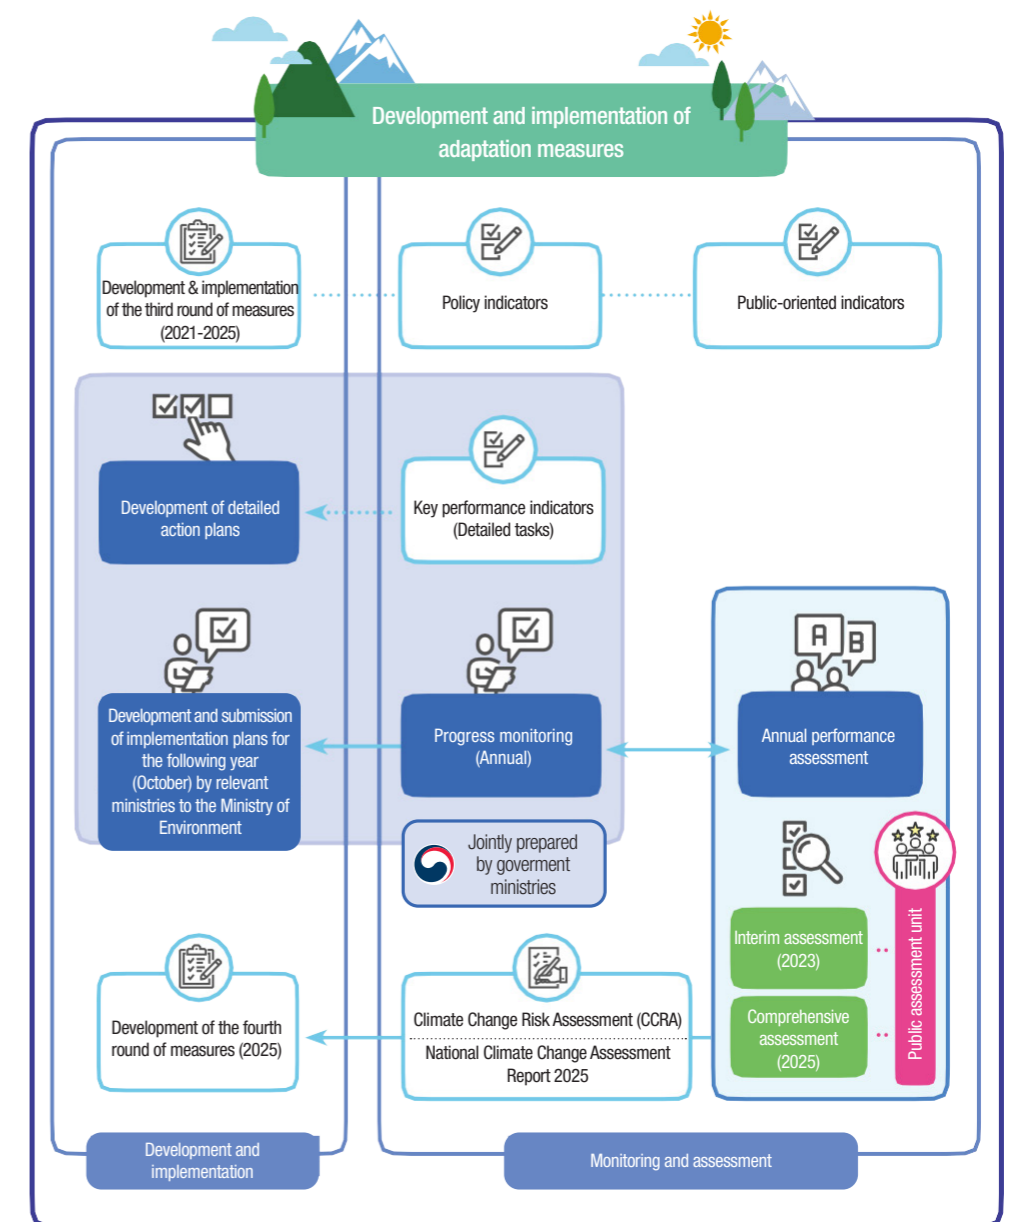 Development and implementation of
adaptation measures
Development & implementation
of the third round of measures
(2021-2025)
Policy indicators
Public-oriented indicators
Development of detailed
action plans
Key performance indicators
(Detailed tasks)
Development and submission
of implementation plans for
the following year
(October) by relevant
ministries to the Ministry of
Environment
Progress monitoring
(Annual)
A
B
Annual performance
assessment
Jointly prepared
by goverment
ministries
Interim assessment
(2023)
Comprehensive
assessment
(2025)
Public assessment unit
Development of the fourth
round of measures (2025)
Climate Change Risk Assessment (CCRA)
National Climate Change Assessment
Report 2025
Development and
implementation
Monitoring and assessment